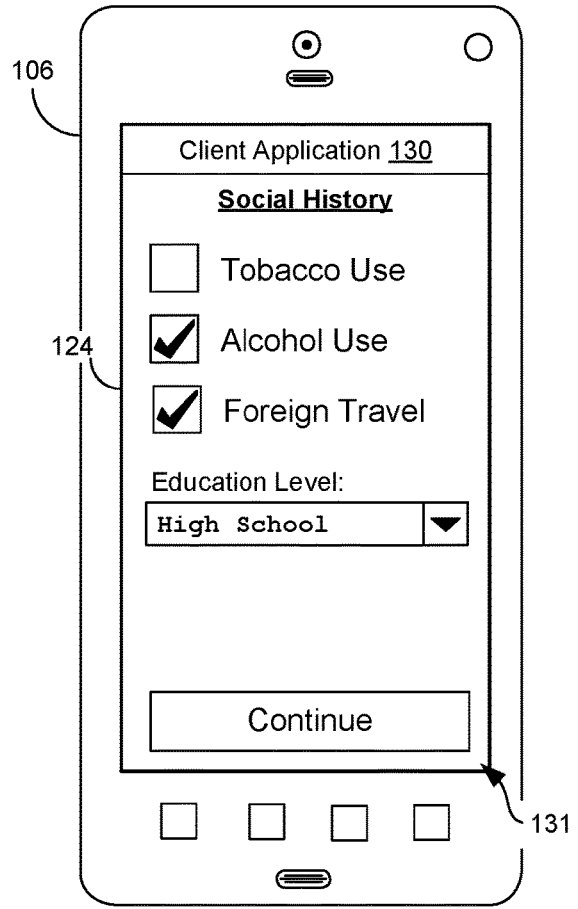 106
Client Application 130
Social History
Tobacco Use
Alcohol Use
124
Foreign Travel
Education Level:
High School
Continue
131